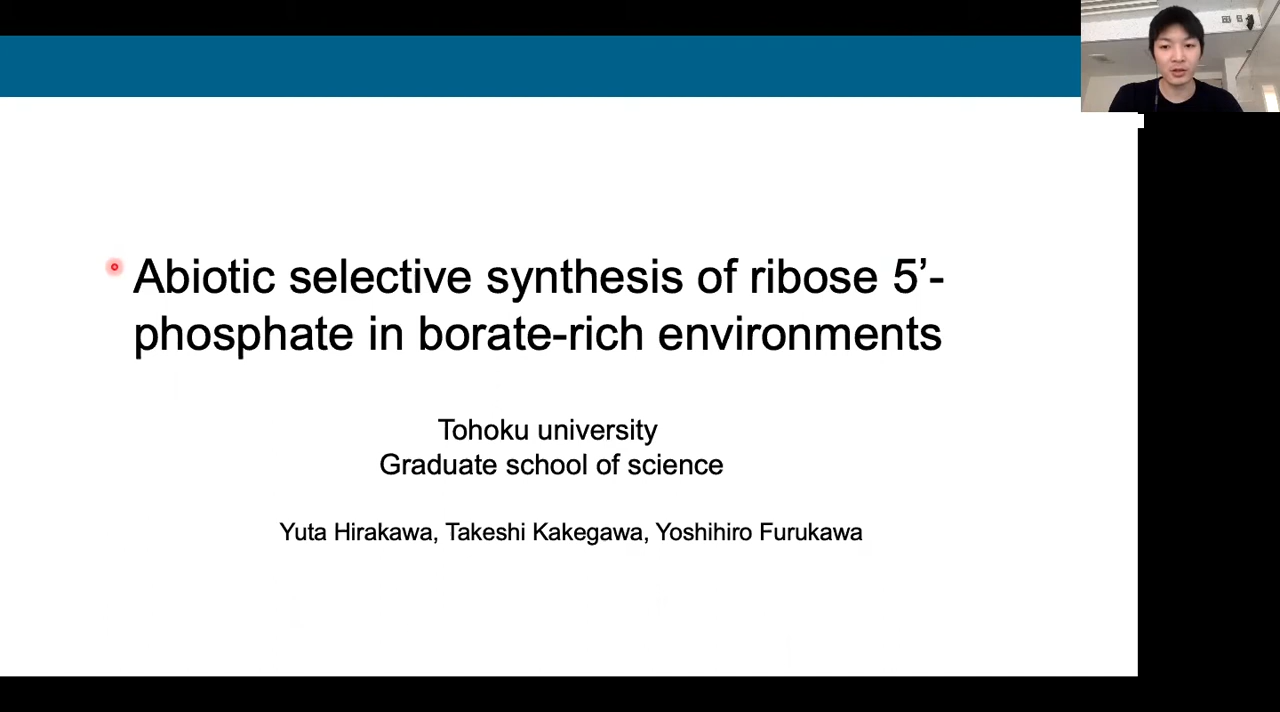 Abiotic selective synthesis of ribose 5’-
phosphate in borate-rich environments
Tohoku university
Graduate school of science
Yuta Hirakawa, Takeshi Kakegawa, Yoshihiro Furukawa